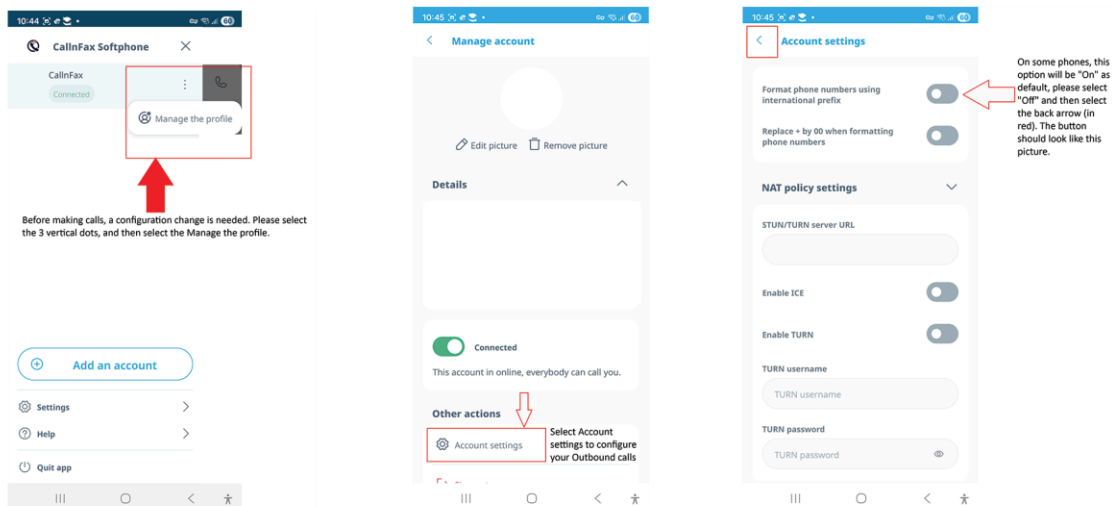 10:44
60
CallnFax Softphone
CallnFax
Connected
Manage the profile
Before making calls, a configuration change is needed. Please select
the 3 vertical dots, and then select the Manage the profile.
Add an account
Settings
Help
Quit app
10:45
60
Manage account
Edit picture
Remove picture
Details
Connected
This account in online, everybody can call you.
Other actions
Account settings
Select Account
settings to configure
your Outbound calls
10:45
60
Account settings
Format phone numbers using
international prefix
Replace + by 00 when formatting
phone numbers
NAT policy settings
STUN/TURN server URL
Enable ICE
Enable TURN
TURN username
TURN username
TURN password
TURN password
On some phones, this
option will be "On" as
default, please select
"Off" and then select
the back arrow (in
red). The button
should look like this
picture.